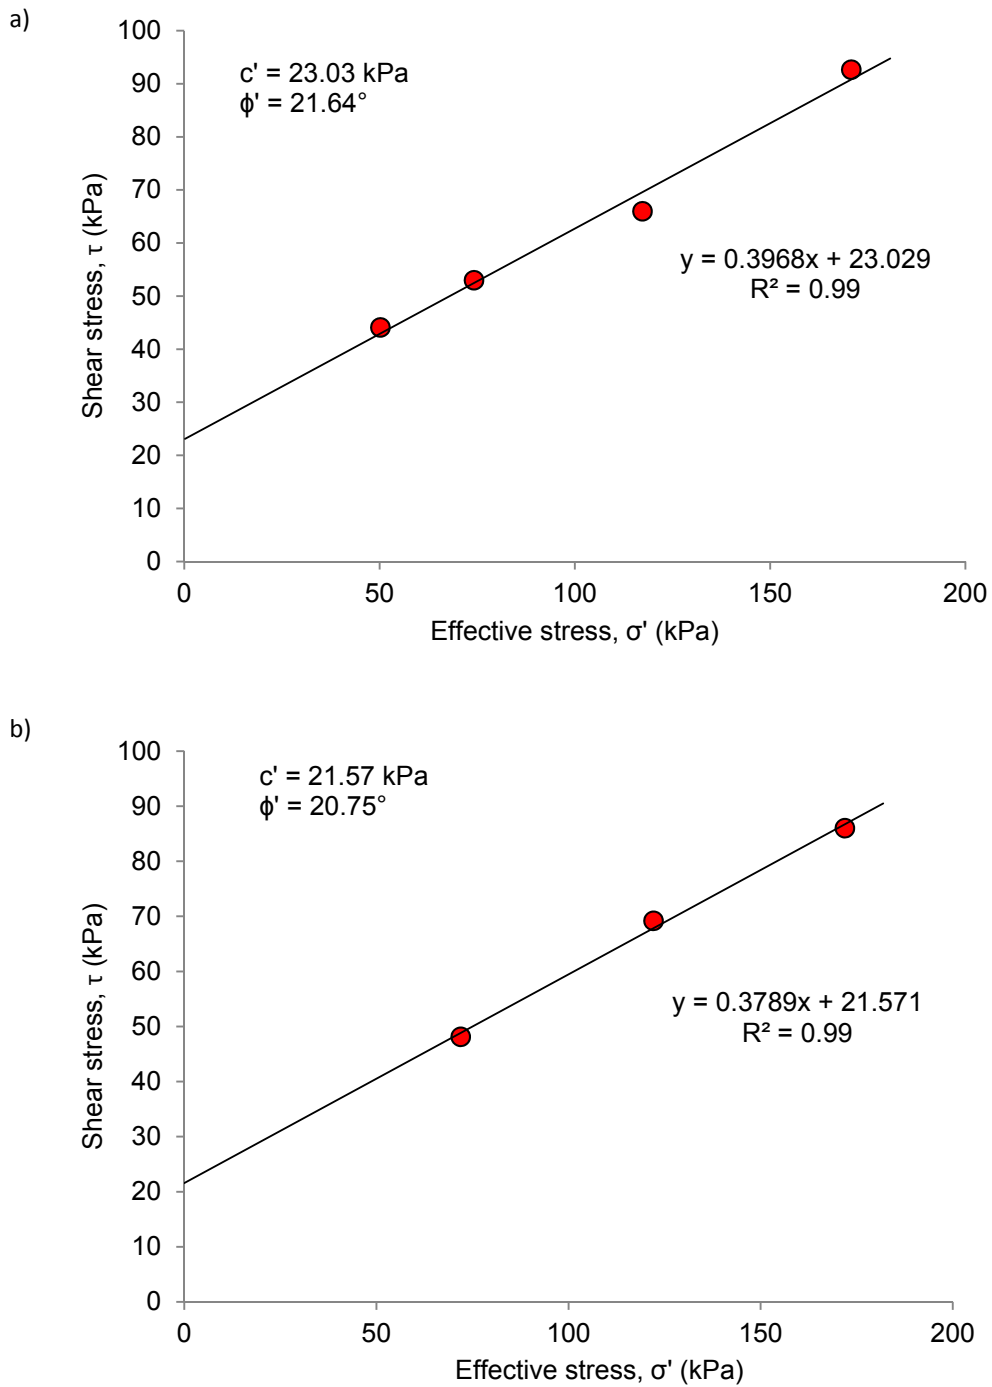 a)
100
90
80
70
60
50
40
30
20
10
0
Shear stress, τ (kPa)
c' = 23.03 kPa
ϕ' = 21.64°
y = 0.3968x + 23.029
R² = 0.99
0 50 100 150 200
Effective stress, σ' (kPa)
b)
100
90
80
70
60
50
40
30
20
10
0
Shear stress, τ (kPa)
c' = 21.57 kPa
ϕ' = 20.75°
y = 0.3789x + 21.571
R² = 0.99
0 50 100 150 200
Effective stress, σ' (kPa)